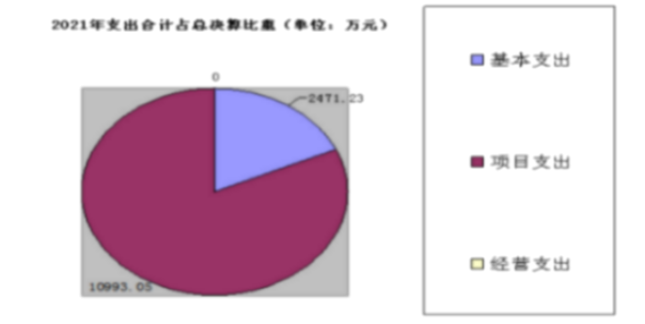 2021年支出合计占总决算比重（单位：万元）
0
2471.23
10993.05
基本支出
项目支出
经营支出